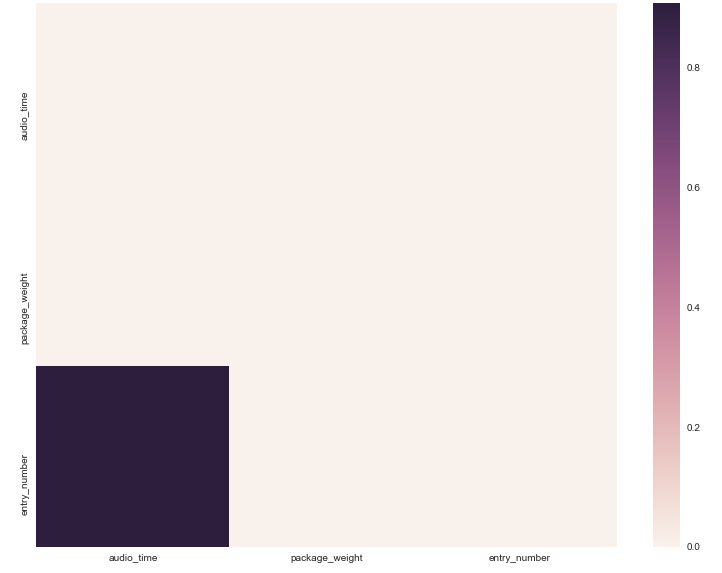 audio_time
package_weight
entry_number
audio_time
package_weight
entry_number
0.8
0.6
0.4
0.2
0.0